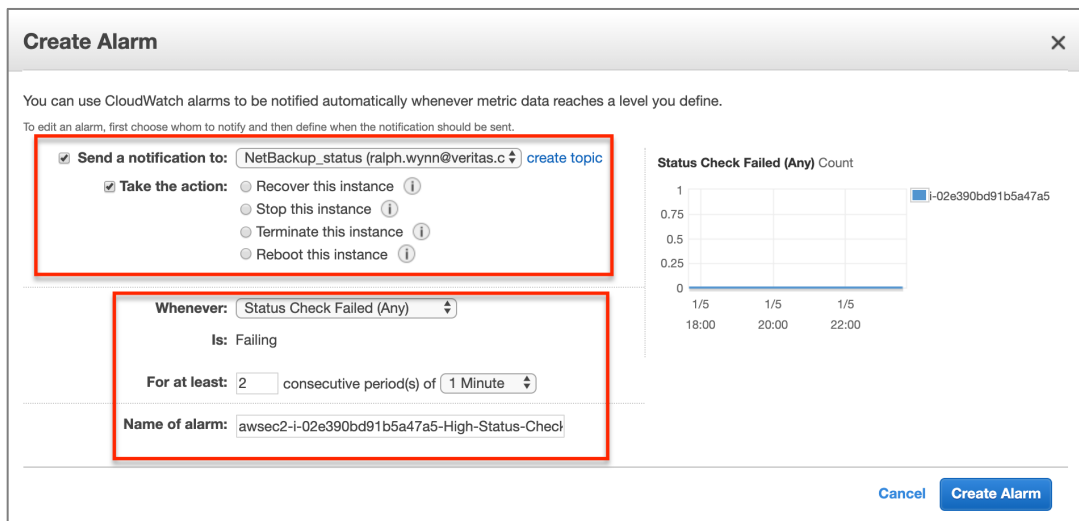 Create Alarm
You can use CloudWatch alarms to be notified automatically whenever metric data reaches a level you define.
To edit an alarm, first choose whom to notify and then define when the notification should be sent.
Send a notification to: NetBackup_status (ralph.wynn@veritas.c create topic
Take the action: Recover this instance i
Stop this instance i
Terminate this instance i
Reboot this instance i
Whenever: Status Check Failed (Any)
Is: Failing
For at least: 2 consecutive period(s) of 1 Minute
Name of alarm: awsec2-i-02e390bd91b5a47a5-High-Status-Check
Status Check Failed (Any) Count
1
0.75
0.5
0.25
0
1/5 1/5 1/5
18:00 20:00 22:00
i-02e390bd91b5a47a5
Cancel Create Alarm